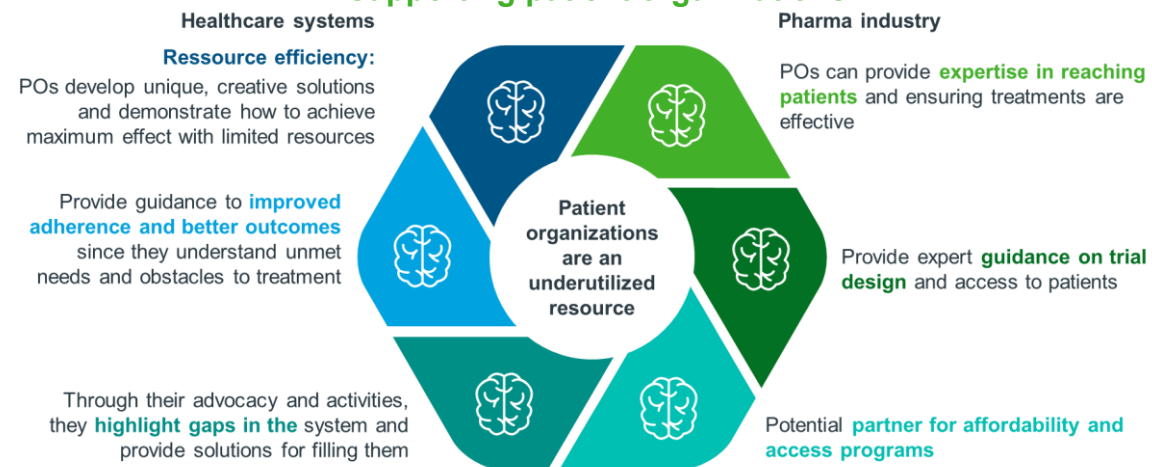 Healthcare systems
Ressource efficiency:
POs develop unique, creative solutions
and demonstrate how to achieve
maximum effect with limited resources
Provide guidance to improved
adherence and better outcomes
since they understand unmet
needs and obstacles to treatment
Through their advocacy and activities,
they highlight gaps in the system and
provide solutions for filling them
Patient
organizations
are an
underutilized
resource
Pharma industry
POs can provide expertise in reaching
patients and ensuring treatments are
effective
Provide expert guidance on trial
design and access to patients
Potential partner for affordability and
access programs